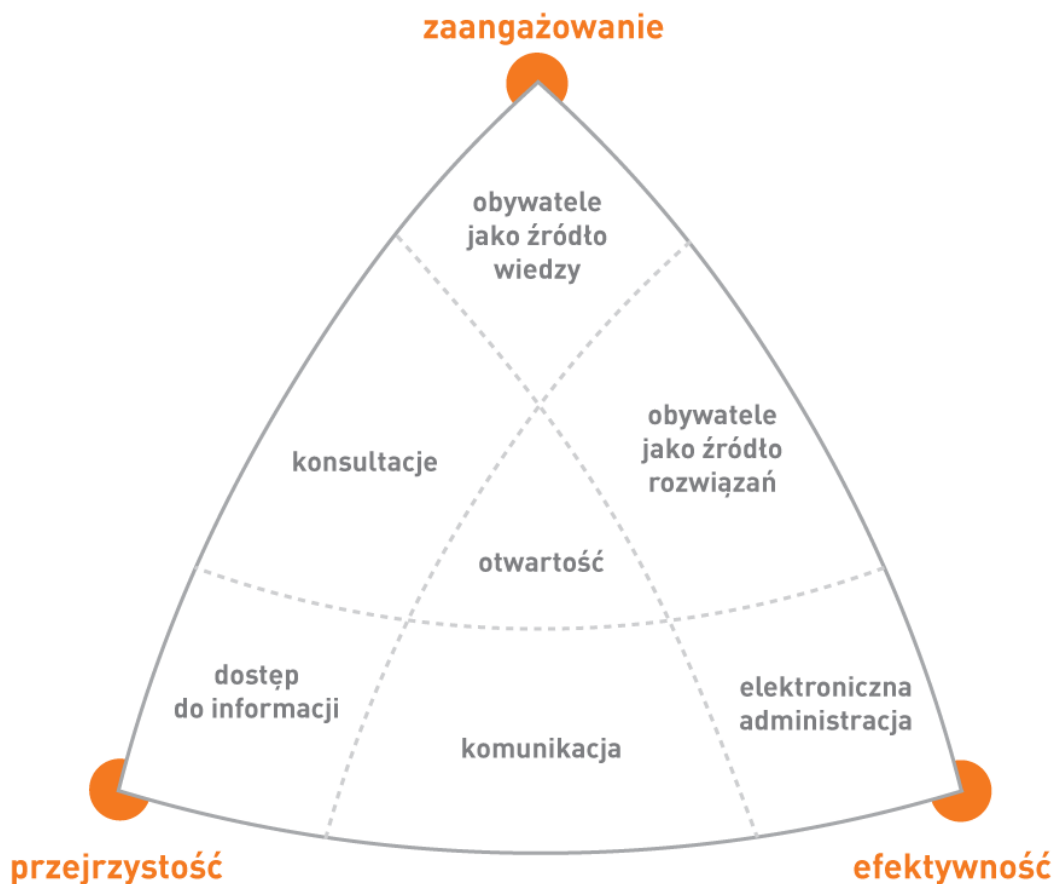 zaangażowanie
obywatele
jako źródło
wiedzy
konsultacje
obywatele
jako źródło
rozwiązań
otwartość
dostęp
do informacji
komunikacja
elektroniczna
administracja
przejrzystość
efektywność